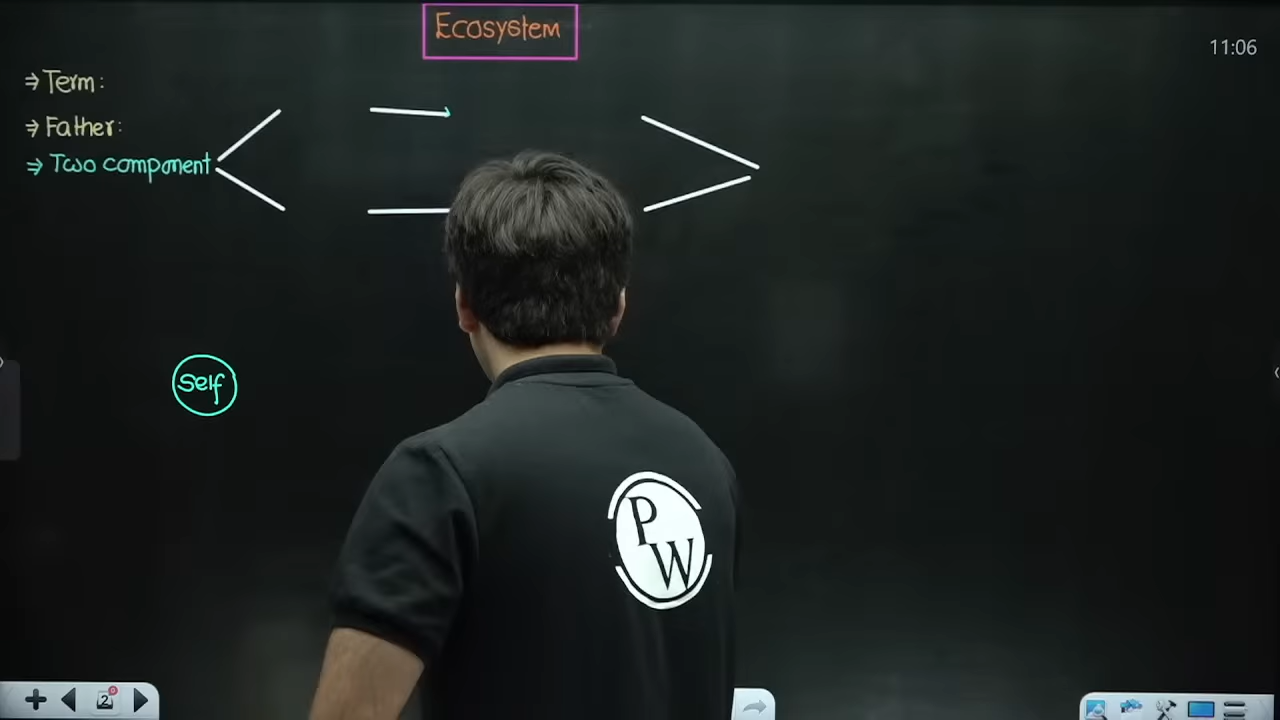 Ecosystem
11:06
⇒ Term:
⇒ Father:
⇒ Two component
Self
PW
2